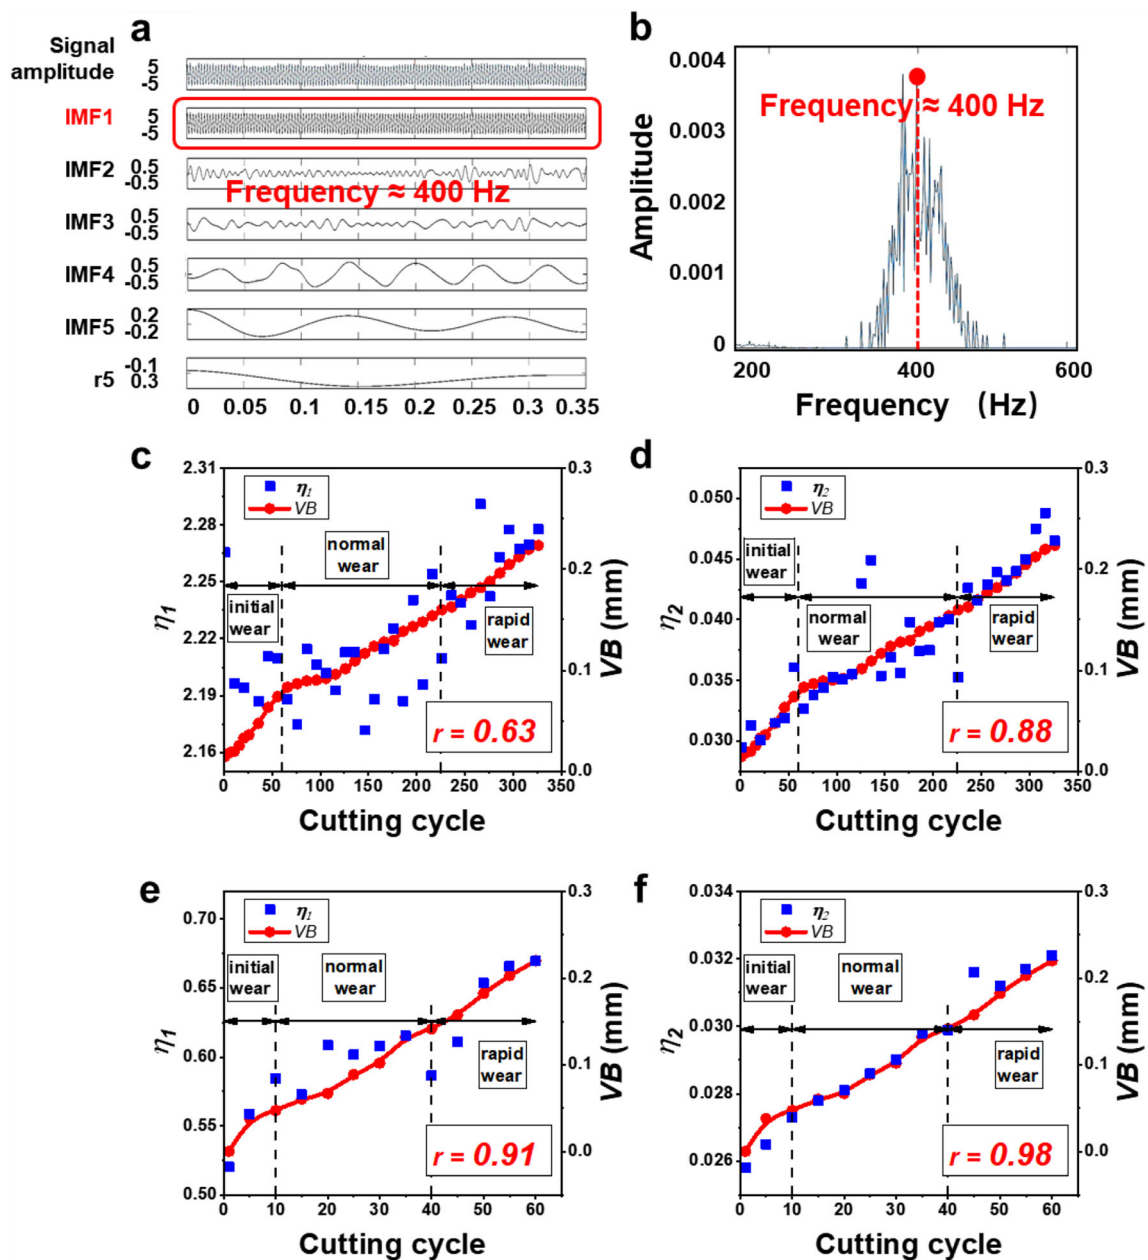 a
Signal
amplitude
5
-5
IMF1
5
-5
IMF2
0.5
-0.5
Frequency ≈ 400 Hz
IMF3
0.5
-0.5
IMF4
0.5
-0.5
IMF5
0.2
-0.2
r5
-0.1
0.3
0 0.05 0.1 0.15 0.2 0.25 0.3 0.35
b
0.004
0.003
0.002
0.001
0
Amplitude
Frequency ≈ 400 Hz
200 400 600
Frequency (Hz)
c
2.31
2.28
2.25
2.22
2.19
2.16
η1
η1
VB
initial
wear
normal
wear
rapid
wear
r = 0.63
0.3
0.2
0.1
0.0
VB (mm)
0 50 100 150 200 250 300 350
Cutting cycle
d
0.050
0.045
0.040
0.035
0.030
η2
η2
VB
initial
wear
normal
wear
rapid
wear
r = 0.88
0.3
0.2
0.1
0.0
VB (mm)
0 50 100 150 200 250 300 350
Cutting cycle
e
0.70
0.65
0.60
0.55
0.50
η1
η1
VB
initial
wear
normal
wear
rapid
wear
r = 0.91
0.3
0.2
0.1
0.0
VB (mm)
0 10 20 30 40 50 60
Cutting cycle
f
0.034
0.032
0.030
0.028
0.026
η2
η2
VB
initial
wear
normal
wear
rapid
wear
r = 0.98
0.3
0.2
0.1
0.0
VB (mm)
0 10 20 30 40 50 60
Cutting cycle